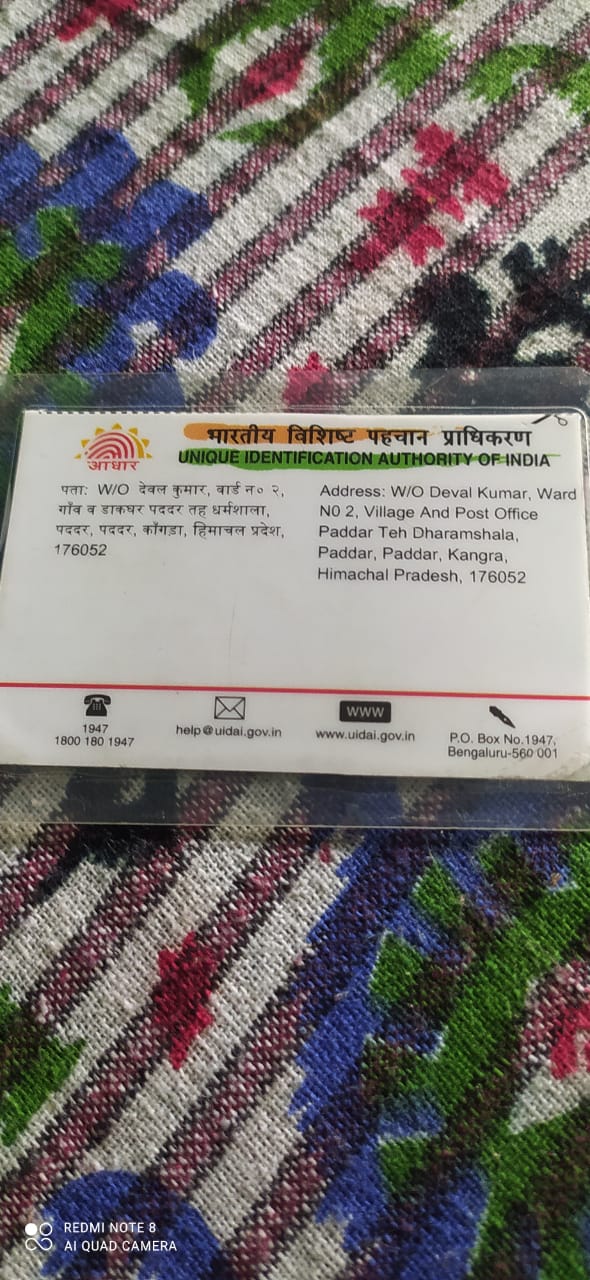 भारतीय विशिष्ट पहचान प्राधिकरण
UNIQUE IDENTIFICATION AUTHORITY OF INDIA
आधार
पता: W/O देवल कुमार, वार्ड न० २,
गाँव व डाकघर पददर तह धर्मशाला,
पददर, पददर, काँगड़ा, हिमाचल प्रदेश,
176052
Address: W/O Deval Kumar, Ward
N0 2, Village And Post Office
Paddar Teh Dharamshala,
Paddar, Paddar, Kangra,
Himachal Pradesh, 176052
1947
1800 180 1947
help@uidai.gov.in
WWW
www.uidai.gov.in
P.O. Box No.1947,
Bengaluru-560 001
REDMI NOTE 8
AI QUAD CAMERA